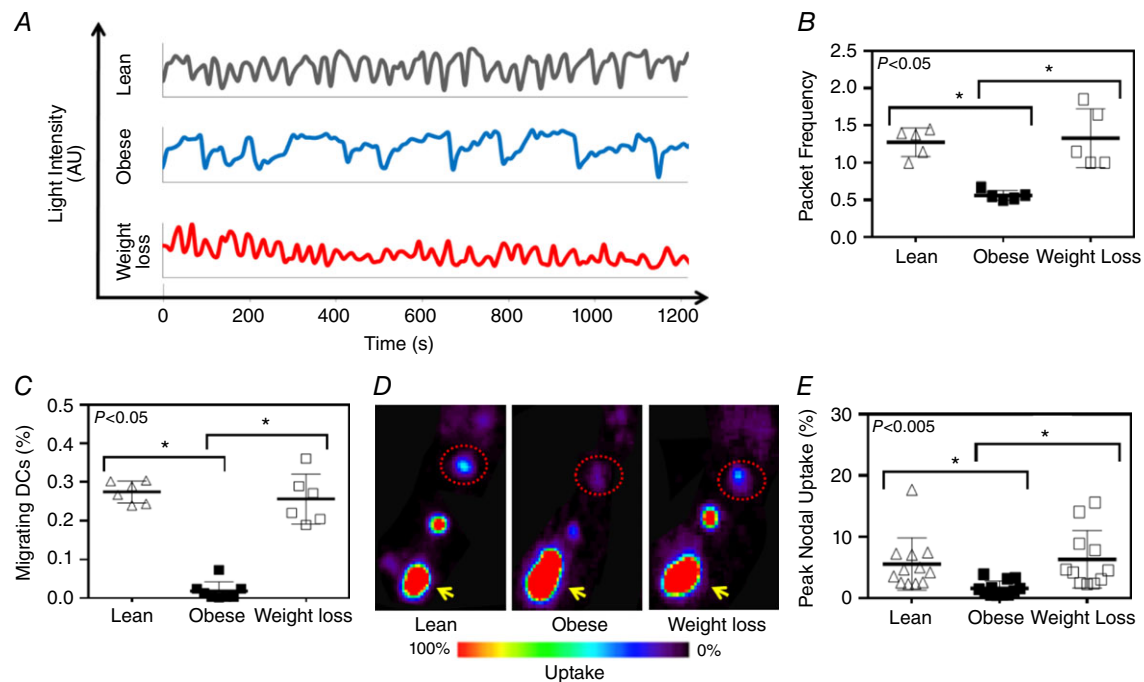 A
Light Intensity
(AU)
Lean
Obese
Weight
loss
0 200 400 600 800 1000 1200
Time (s)
B
Packet Frequency
2.5
2.0
1.5
1.0
0.5
0.0
P<0.05
*
*
Lean Obese Weight Loss
C
Migrating DCs (%)
0.5
0.4
0.3
0.2
0.1
0.0
P<0.05
*
*
Lean Obese Weight loss
D
Lean Obese Weight loss
100% 0%
Uptake
E
Peak Nodal Uptake (%)
30
20
10
0
P<0.005
*
*
Lean Obese Weight Loss